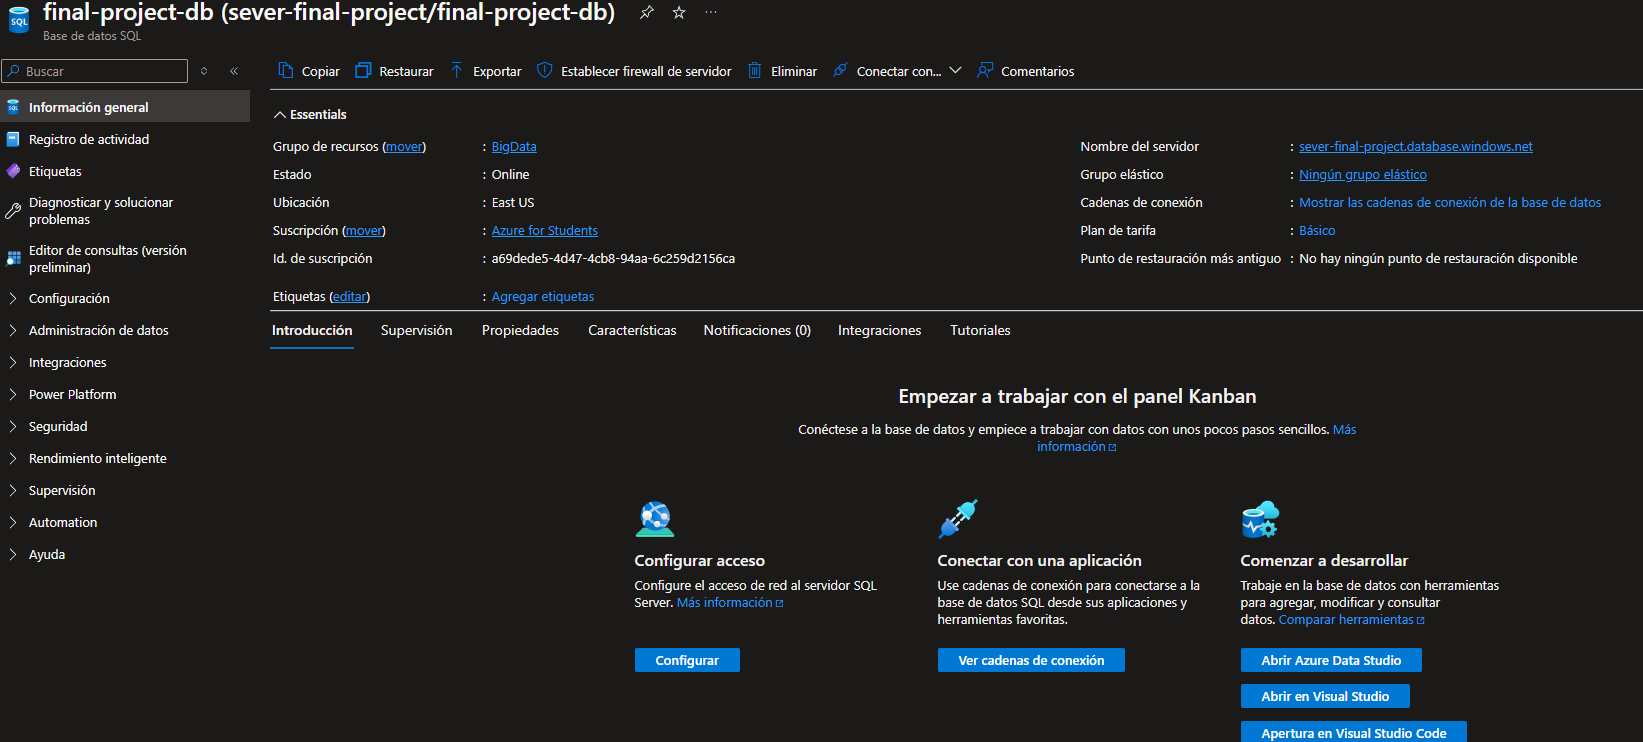 final-project-db (sever-final-project/final-project-db)
Base de datos SQL
Buscar
Copiar Restaurar Exportar Establecer firewall de servidor Eliminar Conectar con... Comentarios
Información general
Registro de actividad
Etiquetas
Diagnosticar y solucionar
problemas
Editor de consultas (versión
preliminar)
Configuración
Administración de datos
Integraciones
Power Platform
Seguridad
Rendimiento inteligente
Supervisión
Automation
Ayuda
Essentials
Grupo de recursos (mover) : BigData
Estado : Online
Ubicación : East US
Suscripción (mover) : Azure for Students
Id. de suscripción : a69dede5-4d47-4cb8-94aa-6c259d2156ca
Etiquetas (editar) : Agregar etiquetas
Nombre del servidor : sever-final-project.database.windows.net
Grupo elástico : Ningún grupo elástico
Cadenas de conexión : Mostrar las cadenas de conexión de la base de datos
Plan de tarifa : Básico
Punto de restauración más antiguo : No hay ningún punto de restauración disponible
Introducción Supervisión Propiedades Características Notificaciones (0) Integraciones Tutoriales
Empezar a trabajar con el panel Kanban
Conéctese a la base de datos y empiece a trabajar con datos con unos pocos pasos sencillos. Más
información
Configurar acceso
Configure el acceso de red al servidor SQL
Server. Más información
Configurar
Conectar con una aplicación
Use cadenas de conexión para conectarse a la
base de datos SQL desde sus aplicaciones y
herramientas favoritas.
Ver cadenas de conexión
Comenzar a desarrollar
Trabaje en la base de datos con herramientas
para agregar, modificar y consultar
datos. Comparar herramientas
Abrir Azure Data Studio
Abrir en Visual Studio
Apertura en Visual Studio Code